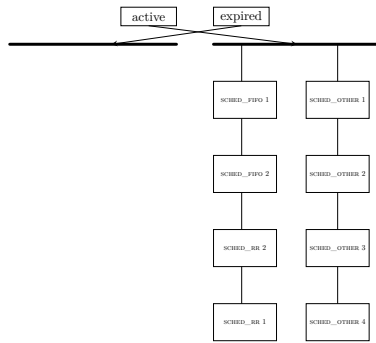 active expired
SCHED_FIFO 1 SCHED_OTHER 1
SCHED_FIFO 2 SCHED_OTHER 2
SCHED_RR 2 SCHED_OTHER 3
SCHED_RR 1 SCHED_OTHER 4